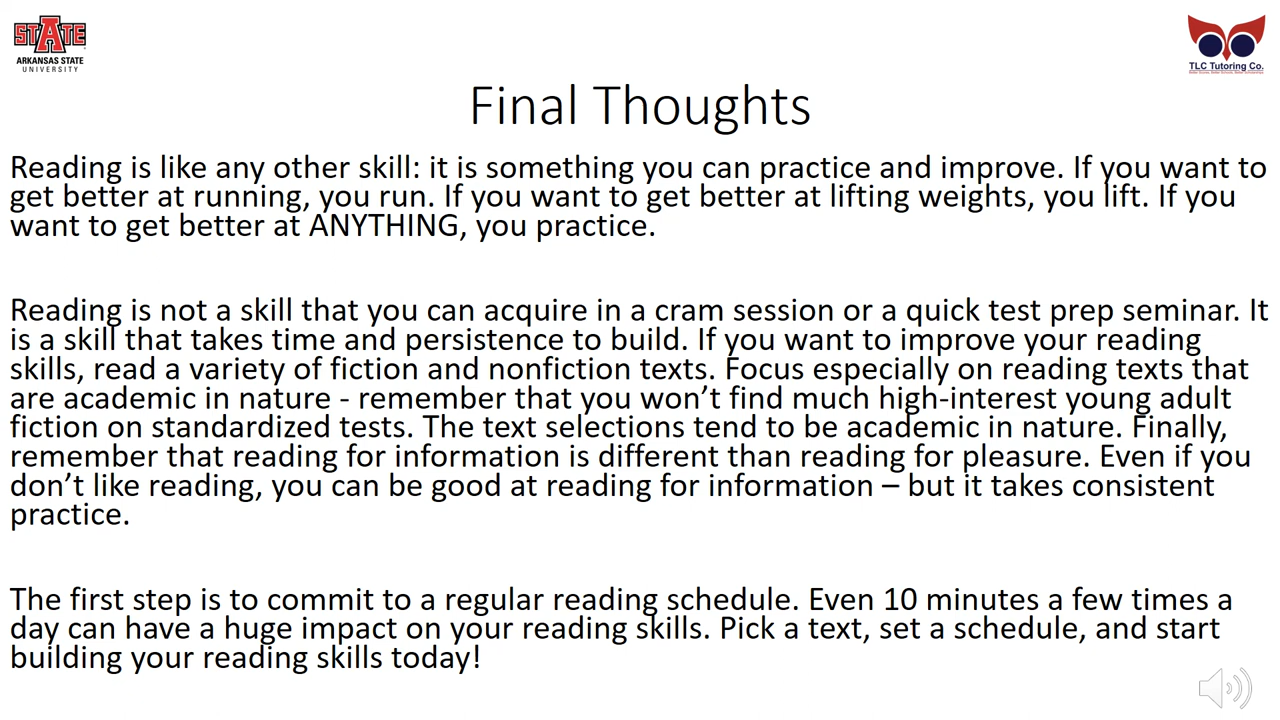 STATE
ARKANSAS STATE
UNIVERSITY
TLC Tutoring Co.
Final Thoughts
Reading is like any other skill: it is something you can practice and improve. If you want to
get better at running, you run. If you want to get better at lifting weights, you lift. If you
want to get better at ANYTHING, you practice.
Reading is not a skill that you can acquire in a cram session or a quick test prep seminar. It
is a skill that takes time and persistence to build. If you want to improve your reading
skills, read a variety of fiction and nonfiction texts. Focus especially on reading texts that
are academic in nature - remember that you won’t find much high-interest young adult
fiction on standardized tests. The text selections tend to be academic in nature. Finally,
remember that reading for information is different than reading for pleasure. Even if you
don’t like reading, you can be good at reading for information – but it takes consistent
practice.
The first step is to commit to a regular reading schedule. Even 10 minutes a few times a
day can have a huge impact on your reading skills. Pick a text, set a schedule, and start
building your reading skills today!